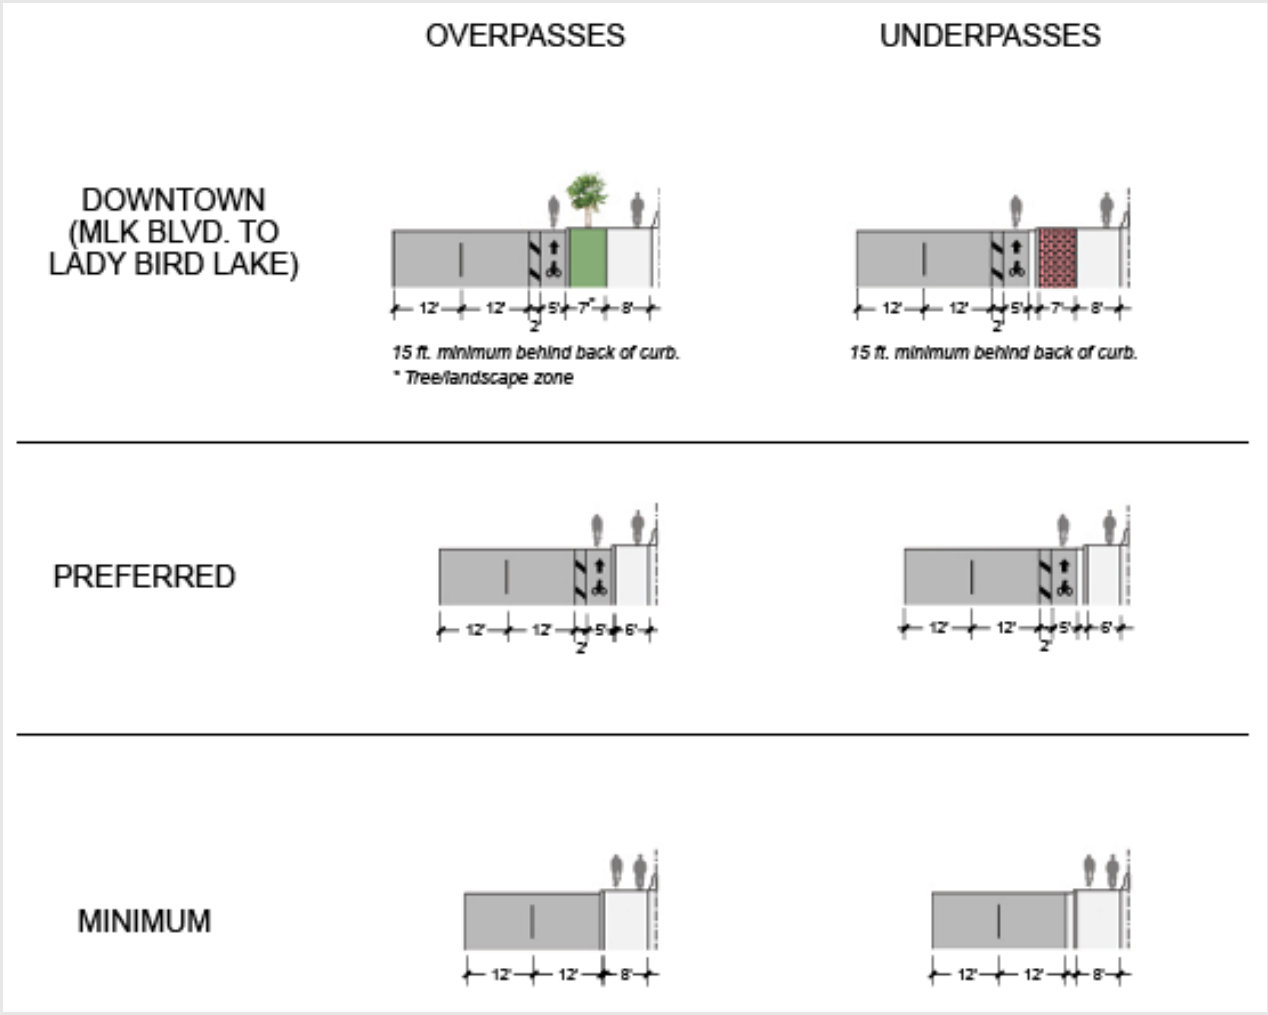 OVERPASSES UNDERPASSES
DOWNTOWN
(MLK BLVD. TO
LADY BIRD LAKE)
12' 12' 2' 5' 7'* 8'
15 ft. minimum behind back of curb.
* Tree/landscape zone
12' 12' 2' 5' 7' 8'
15 ft. minimum behind back of curb.
PREFERRED
12' 12' 2' 5' 6'
12' 12' 2' 5' 6'
MINIMUM
12' 12' 8'
12' 12' 8'